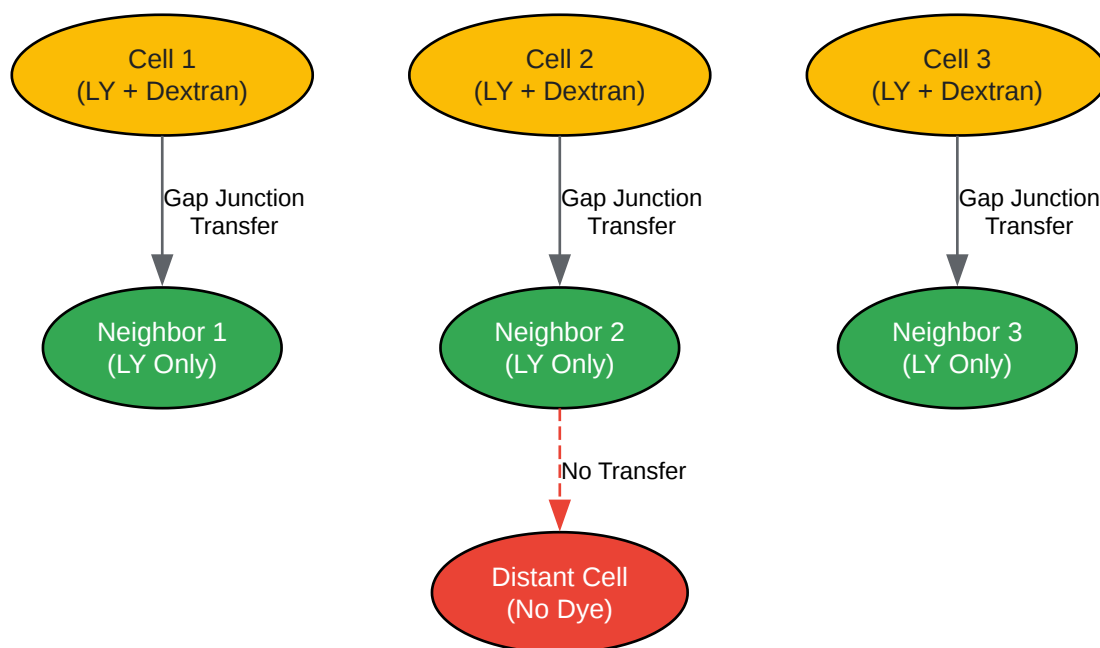 Cell 1
(LY + Dextran)
Cell 2
(LY + Dextran)
Cell 3
(LY + Dextran)
Gap Junction
Transfer
Gap Junction
Transfer
Gap Junction
Transfer
Neighbor 1
(LY Only)
Neighbor 2
(LY Only)
Neighbor 3
(LY Only)
No Transfer
Distant Cell
(No Dye)